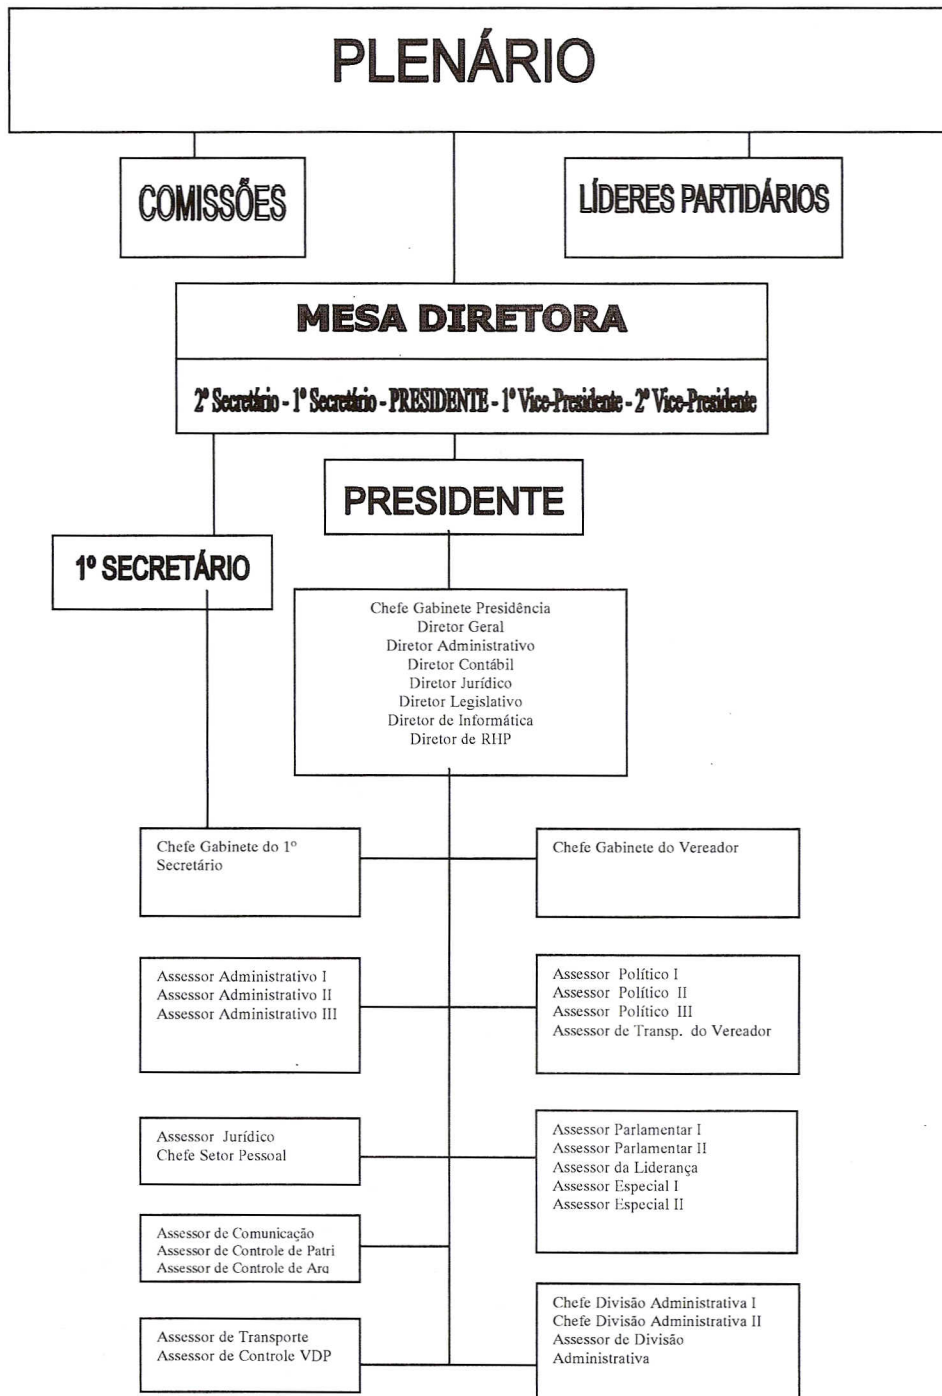 PLENÁRIO
COMISSÕES
LÍDERES PARTIDÁRIOS
MESA DIRETORA
2º Secretário - 1º Secretário - PRESIDENTE - 1º Vice-Presidente - 2º Vice-Presidente
PRESIDENTE
1º SECRETÁRIO
Chefe Gabinete Presidência
Diretor Geral
Diretor Administrativo
Diretor Contábil
Diretor Jurídico
Diretor Legislativo
Diretor de Informática
Diretor de RHP
Chefe Gabinete do 1º
Secretário
Chefe Gabinete do Vereador
Assessor Administrativo I
Assessor Administrativo II
Assessor Administrativo III
Assessor Político I
Assessor Político II
Assessor Político III
Assessor de Transp. do Vereador
Assessor Jurídico
Chefe Setor Pessoal
Assessor Parlamentar I
Assessor Parlamentar II
Assessor da Liderança
Assessor Especial I
Assessor Especial II
Assessor de Comunicação
Assessor de Controle de Patri
Assessor de Controle de Arq
Chefe Divisão Administrativa I
Chefe Divisão Administrativa II
Assessor de Divisão
Administrativa
Assessor de Transporte
Assessor de Controle VDP